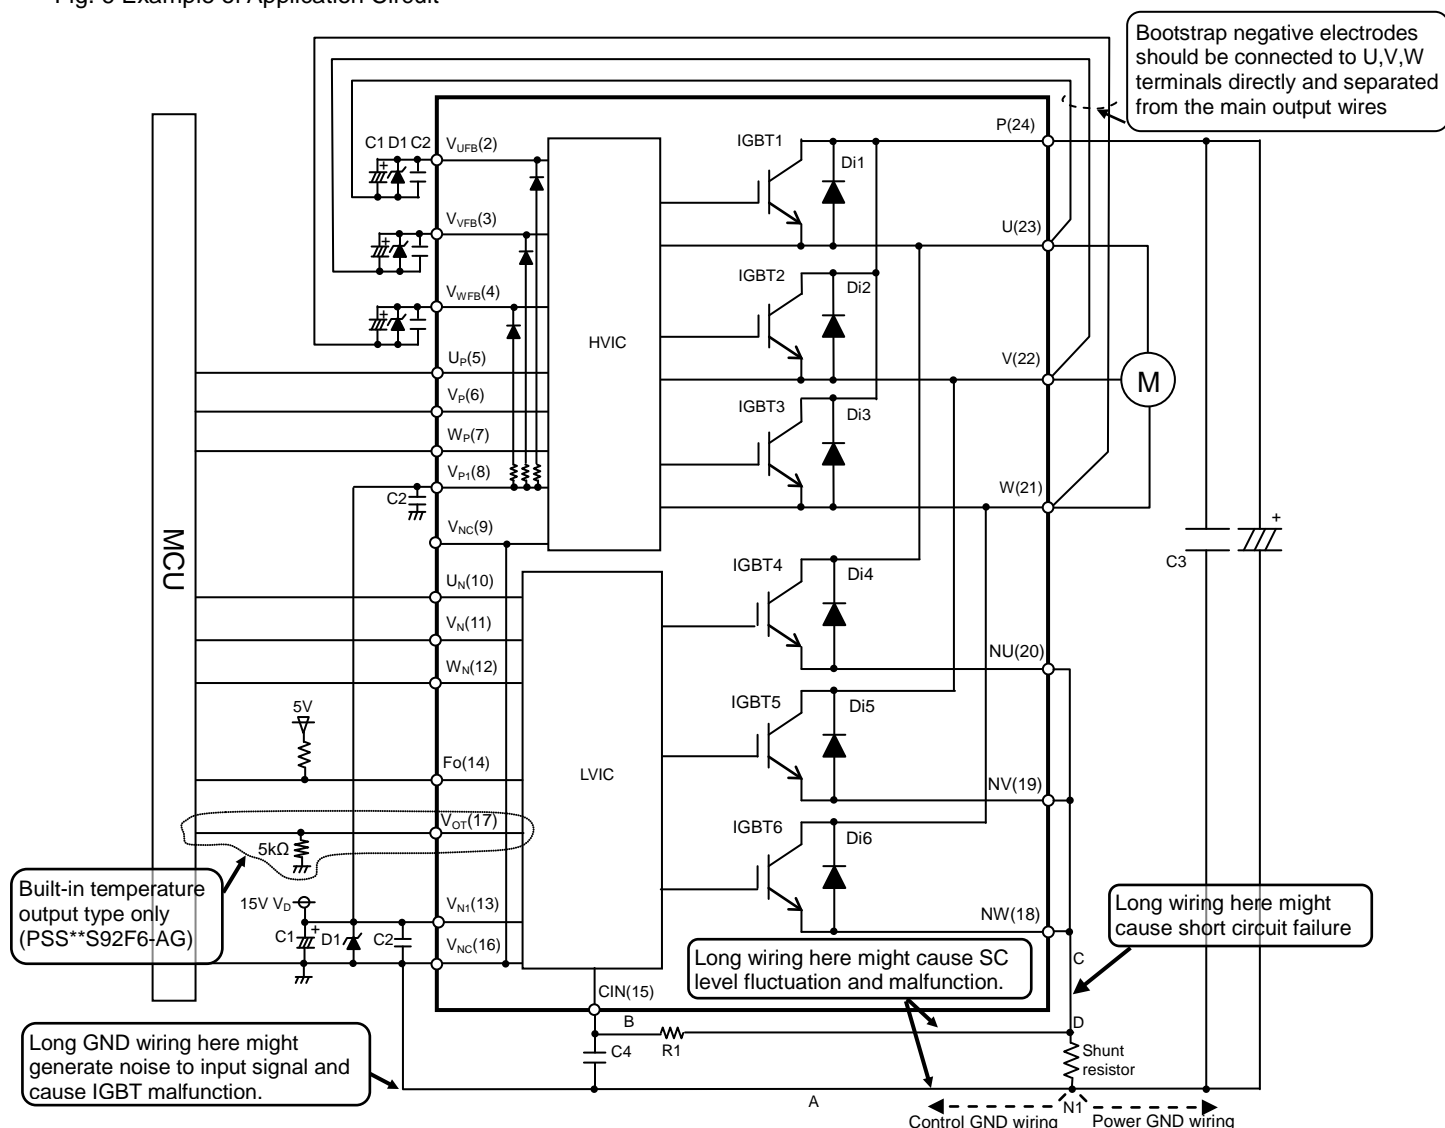 Fig. 8 Example of Application Circuit
Bootstrap negative electrodes
should be connected to U,V,W
terminals directly and separated
from the main output wires
C1 D1 C2
VUFB(2)
VVFB(3)
VWFB(4)
UP(5)
VP(6)
WP(7)
VP1(8)
C2
VNC(9)
UN(10)
VN(11)
WN(12)
5V
Fo(14)
VOT(17)
5kΩ
15V VD
VN1(13)
C1
+
D1
C2
VNC(16)
MCU
HVIC
LVIC
IGBT1
Di1
IGBT2
Di2
IGBT3
Di3
IGBT4
Di4
IGBT5
Di5
IGBT6
Di6
P(24)
U(23)
V(22)
W(21)
NU(20)
NV(19)
NW(18)
M
C3
+
Built-in temperature
output type only
(PSS**S92F6-AG)
Long wiring here might
cause short circuit failure
Long wiring here might cause SC
level fluctuation and malfunction.
CIN(15)
B
C
D
R1
C4
Shunt
resistor
Long GND wiring here might
generate noise to input signal and
cause IGBT malfunction.
A
N1
Control GND wiring
Power GND wiring